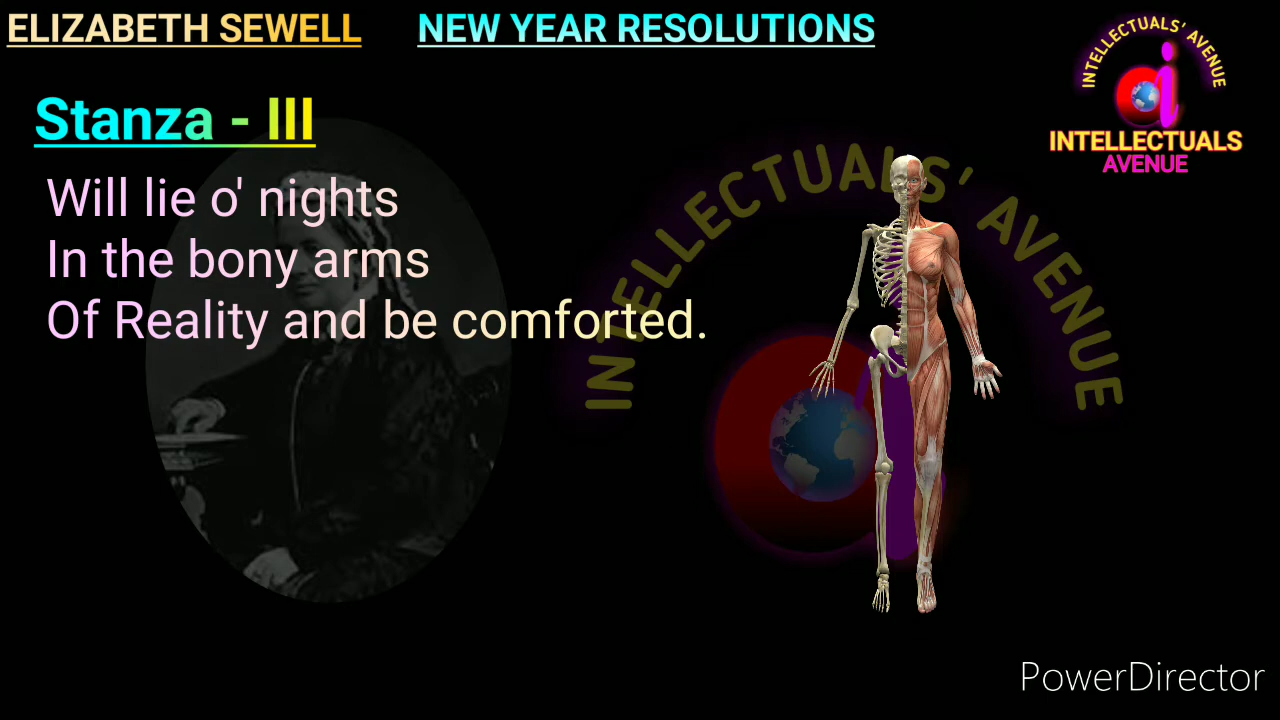 ELIZABETH SEWELL
NEW YEAR RESOLUTIONS
INTELLECTUALS' AVENUE
i
INTELLECTUALS
AVENUE
Stanza - III
Will lie o' nights
In the bony arms
Of Reality and be comforted.
INTELLECTUALS' AVENUE
PowerDirector